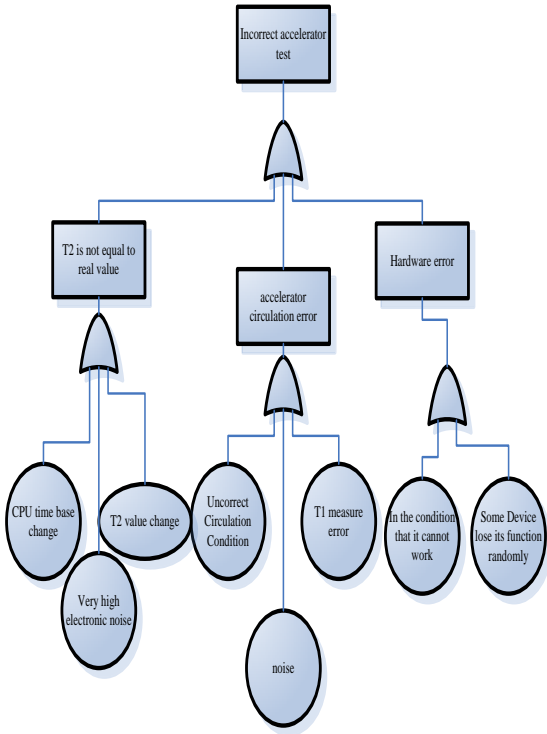 Incorrect accelerator
test
T2 is not equal to
real value
accelerator
circulation error
Hardware error
CPU time base
change
Very high
electronic noise
T2 value change
Uncorrect
Circulation
Condition
noise
T1 measure
error
In the condition
that it cannot
work
Some Device
lose its function
randomly